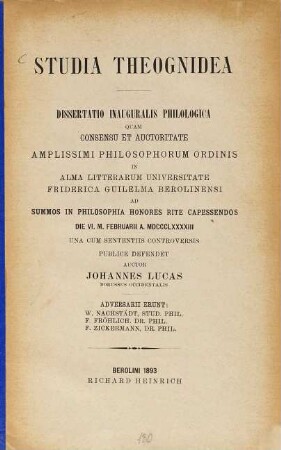 STUDIA THEOGNIDEA
DISSERTATIO INAUGURALIS PHILOLOGICA
QUAM
CONSENSU ET AUCTORITATE
AMPLISSIMI PHILOSOPHORUM ORDINIS
IN
ALMA LITTERARUM UNIVERSITATE
FRIDERICA GUILELMA BEROLINENSI
AD
SUMMOS IN PHILOSOPHIA HONORES RITE CAPESSENDOS
DIE VI. M. FEBRUARII A. MDCCCLXXXXIII
UNA CUM SENTENTIIS CONTROVERSIS
PUBLICE DEFENDET
AUCTOR
JOHANNES LUCAS
BORUSSUS OCCIDENTALIS
ADVERSARII ERUNT:
W. NACHSTÄDT, STUD. PHIL.
F. FRÖHLICH, DR. PHIL.
F. ZICKERMANN, DR. PHIL.
BEROLINI 1893
RICHARD HEINRICH